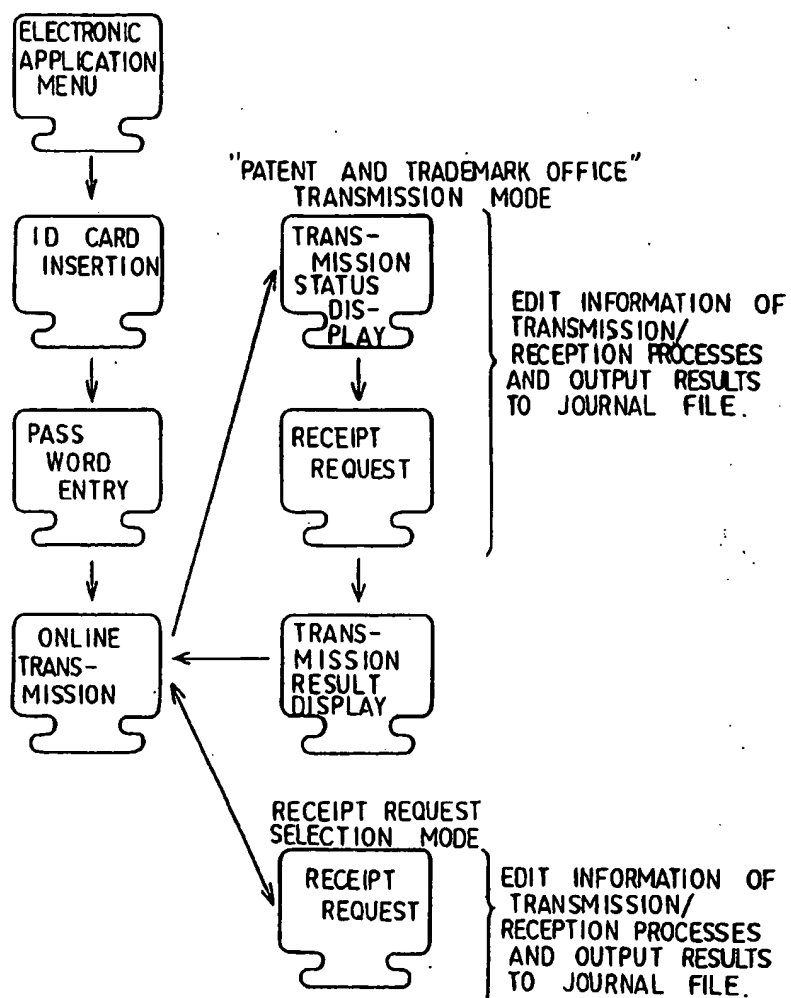 ELECTRONIC
APPLICATION
MENU
ID CARD
INSERTION
PASS
WORD
ENTRY
ONLINE
TRANS-
MISSION
"PATENT AND TRADEMARK OFFICE"
TRANSMISSION MODE
TRANS-
MISSION
STATUS
DIS-
PLAY
RECEIPT
REQUEST
TRANS-
MISSION
RESULT
DISPLAY
EDIT INFORMATION OF
TRANSMISSION/
RECEPTION PROCESSES
AND OUTPUT RESULTS
TO JOURNAL FILE.
RECEIPT REQUEST
SELECTION MODE
RECEIPT
REQUEST
EDIT INFORMATION OF
TRANSMISSION/
RECEPTION PROCESSES
AND OUTPUT RESULTS
TO JOURNAL FILE.